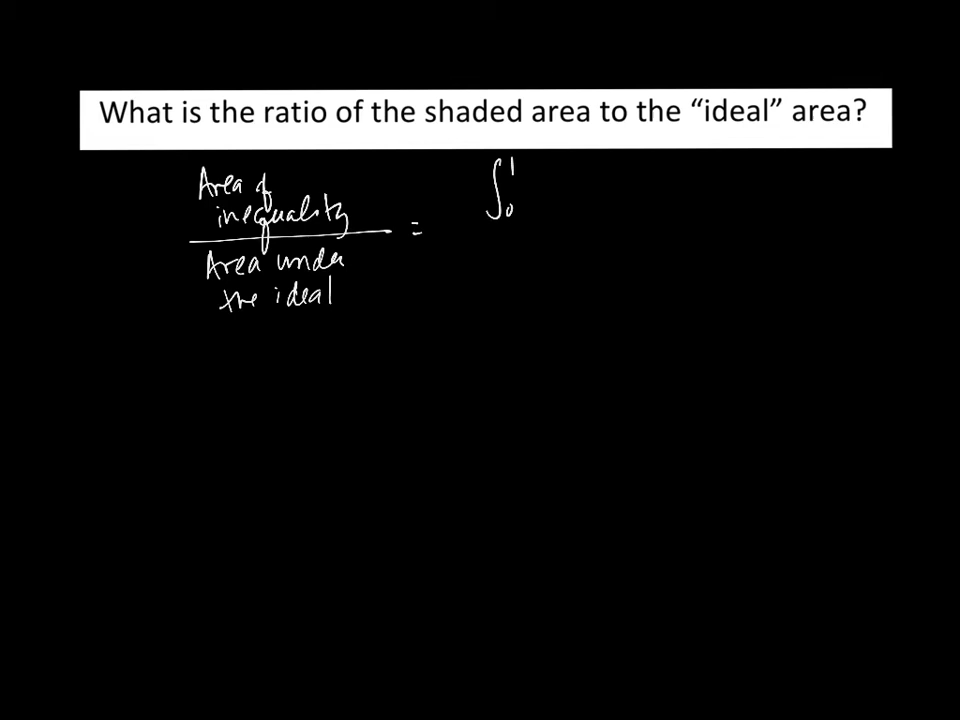 What is the ratio of the shaded area to the “ideal” area?
Area of
inequality
Area under
the ideal
=
∫₀¹